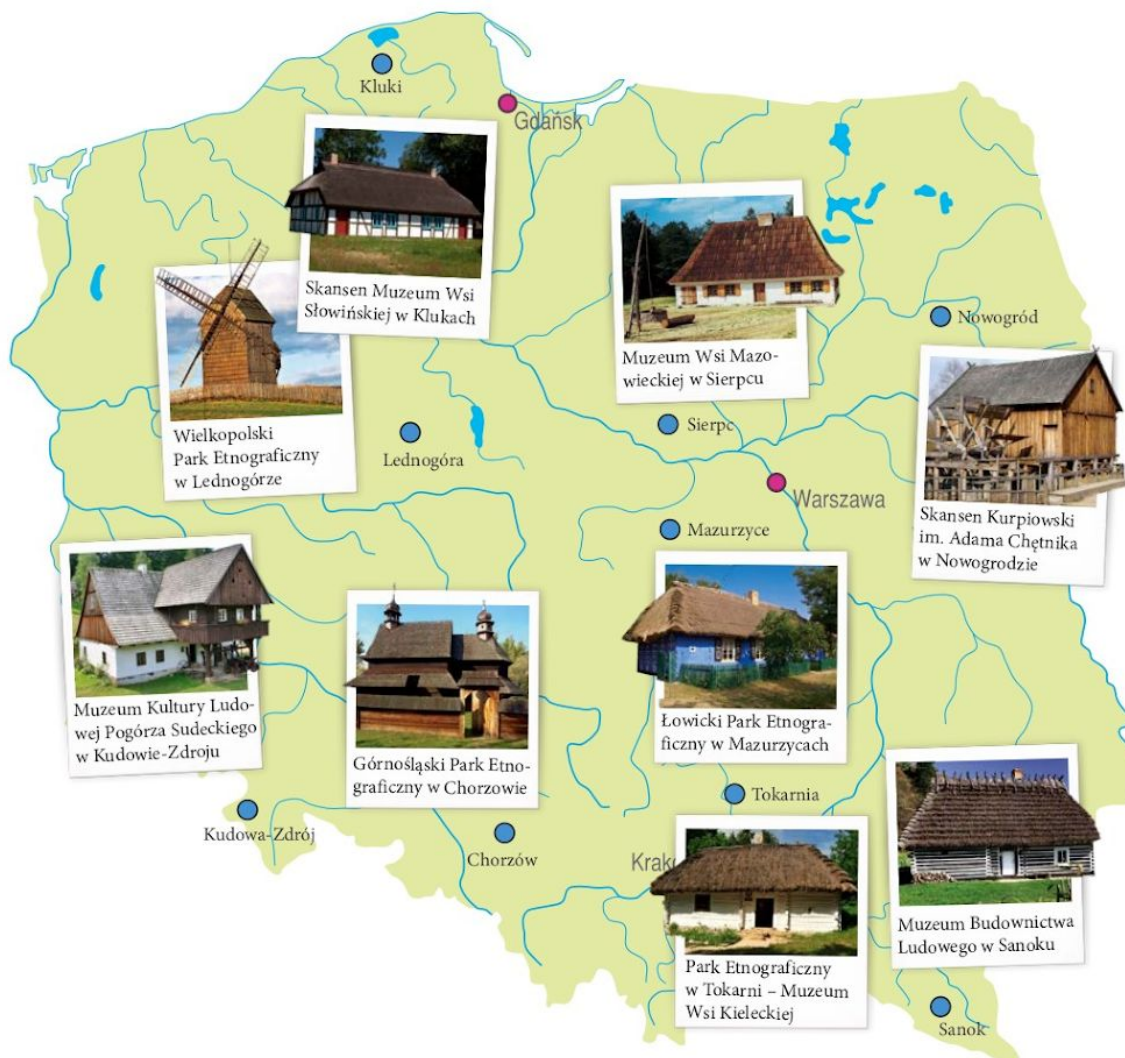 Kluki
Gdańsk
Skansen Muzeum Wsi
Słowińskiej w Klukach
Muzeum Wsi Mazo-
wieckiej w Sierpcu
Nowogród
Wielkopolski
Park Etnograficzny
w Lednogórze
Lednogóra
Sierpc
Warszawa
Skansen Kurpiowski
im. Adama Chętnika
w Nowogrodzie
Mazurzyce
Muzeum Kultury Ludo-
wej Pogórza Sudeckiego
w Kudowie-Zdroju
Górnośląski Park Etno-
graficzny w Chorzowie
Łowicki Park Etnogra-
ficzny w Mazurzycach
Tokarnia
Kudowa-Zdrój
Chorzów
Krak
Muzeum Budownictwa
Ludowego w Sanoku
Park Etnograficzny
w Tokarni – Muzeum
Wsi Kieleckiej
Sanok